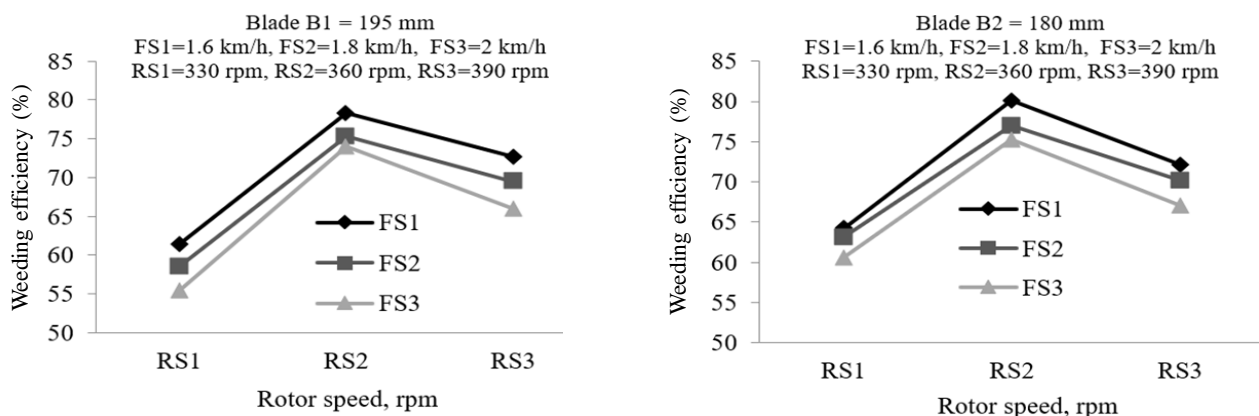 Blade B1 = 195 mm
FS1=1.6 km/h, FS2=1.8 km/h, FS3=2 km/h
RS1=330 rpm, RS2=360 rpm, RS3=390 rpm
Weeding efficiency (%)
85
80
75
70
65
60
55
50
FS1
FS2
FS3
RS1
RS2
RS3
Rotor speed, rpm
Blade B2 = 180 mm
FS1=1.6 km/h, FS2=1.8 km/h, FS3=2 km/h
RS1=330 rpm, RS2=360 rpm, RS3=390 rpm
Weeding efficiency (%)
85
80
75
70
65
60
55
50
FS1
FS2
FS3
RS1
RS2
RS3
Rotor speed, rpm